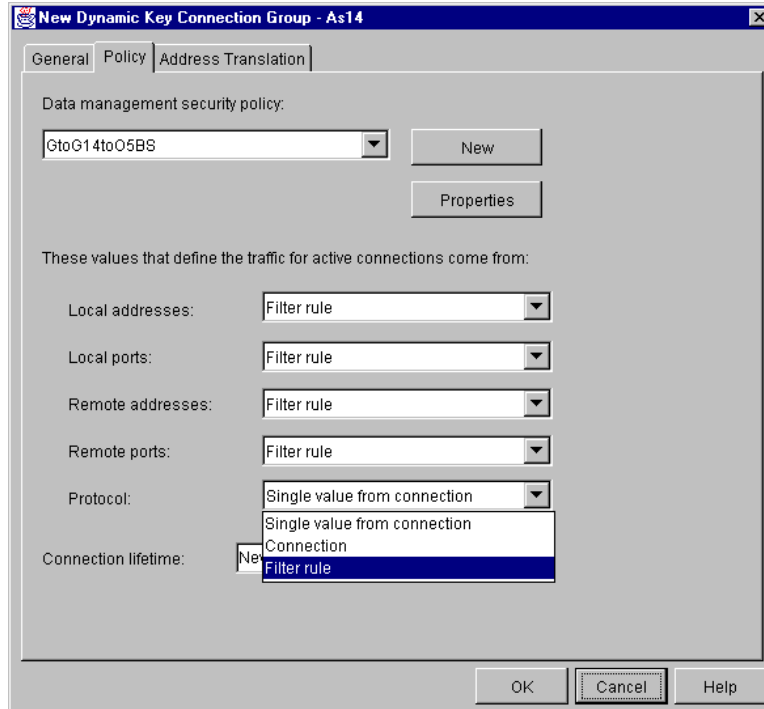 New Dynamic Key Connection Group - As14
General Policy Address Translation
Data management security policy:
GtoG14toO5BS
New
Properties
These values that define the traffic for active connections come from:
Local addresses: Filter rule
Local ports: Filter rule
Remote addresses: Filter rule
Remote ports: Filter rule
Protocol: Single value from connection
Single value from connection
Connection
Filter rule
Connection lifetime:
OK Cancel Help